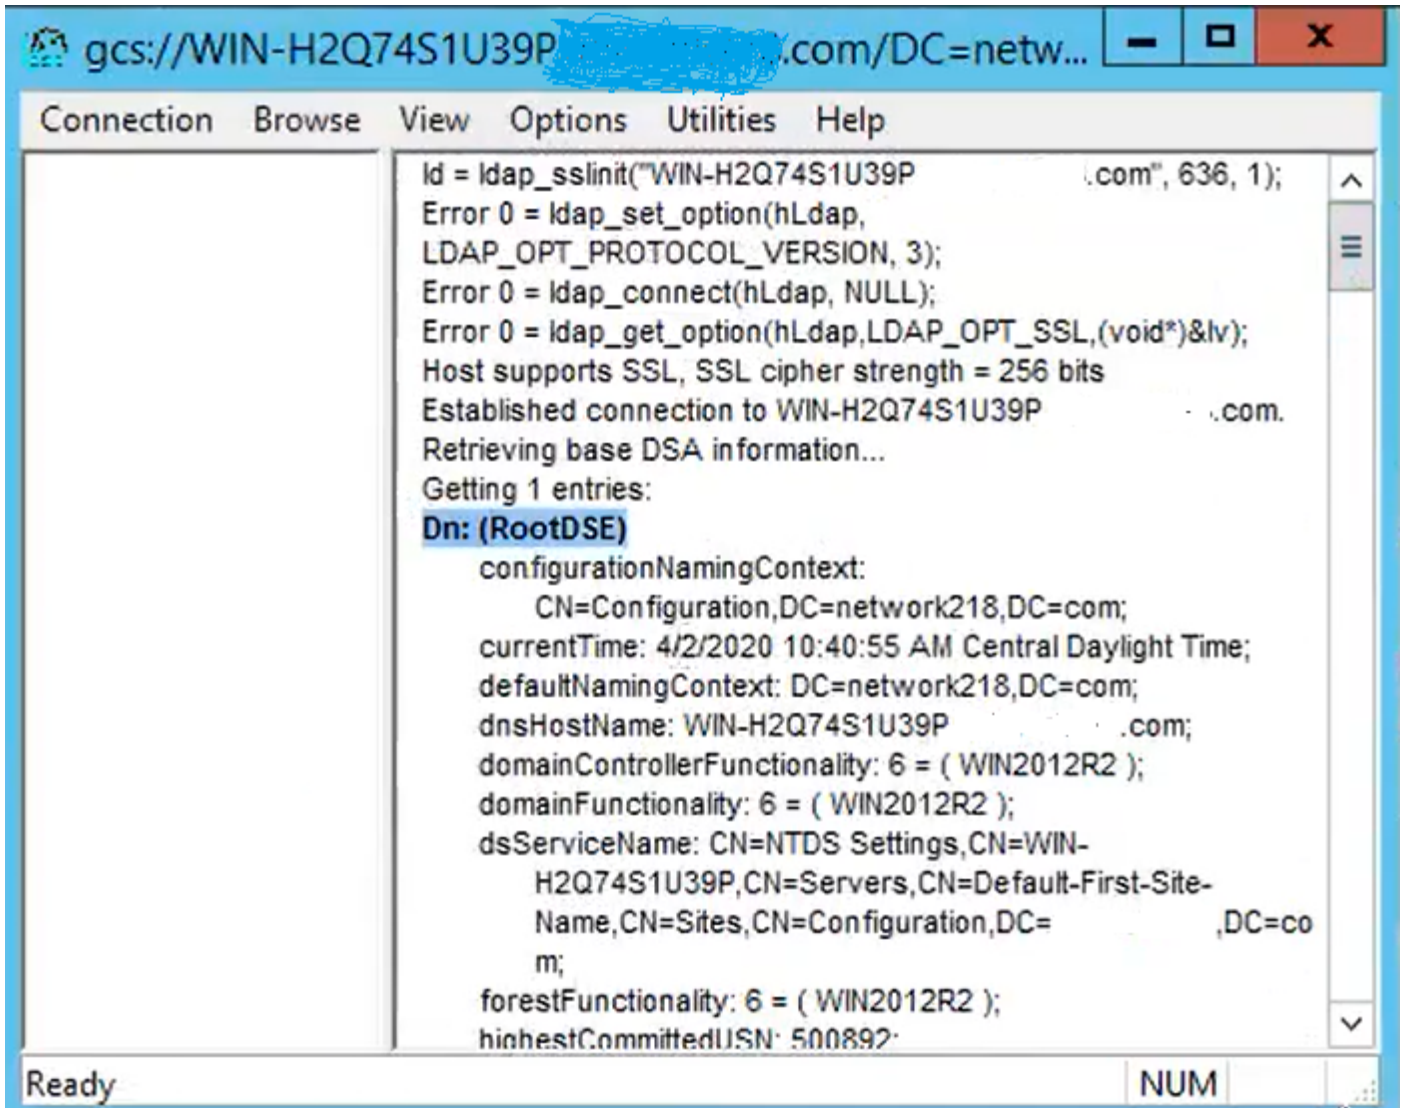 gcs://WIN-H2Q74S1U39P .com/DC=netw...
Connection Browse View Options Utilities Help
ld = ldap_sslinit("WIN-H2Q74S1U39P .com", 636, 1);
Error 0 = ldap_set_option(hLdap,
LDAP_OPT_PROTOCOL_VERSION, 3);
Error 0 = ldap_connect(hLdap, NULL);
Error 0 = ldap_get_option(hLdap,LDAP_OPT_SSL,(void*)&lv);
Host supports SSL, SSL cipher strength = 256 bits
Established connection to WIN-H2Q74S1U39P .com.
Retrieving base DSA information...
Getting 1 entries:
Dn: (RootDSE)
configurationNamingContext:
CN=Configuration,DC=network218,DC=com;
currentTime: 4/2/2020 10:40:55 AM Central Daylight Time;
defaultNamingContext: DC=network218,DC=com;
dnsHostName: WIN-H2Q74S1U39P .com;
domainControllerFunctionality: 6 = ( WIN2012R2 );
domainFunctionality: 6 = ( WIN2012R2 );
dsServiceName: CN=NTDS Settings,CN=WIN-
H2Q74S1U39P,CN=Servers,CN=Default-First-Site-
Name,CN=Sites,CN=Configuration,DC= ,DC=co
m;
forestFunctionality: 6 = ( WIN2012R2 );
highestCommittedUSN: 500892;
Ready NUM